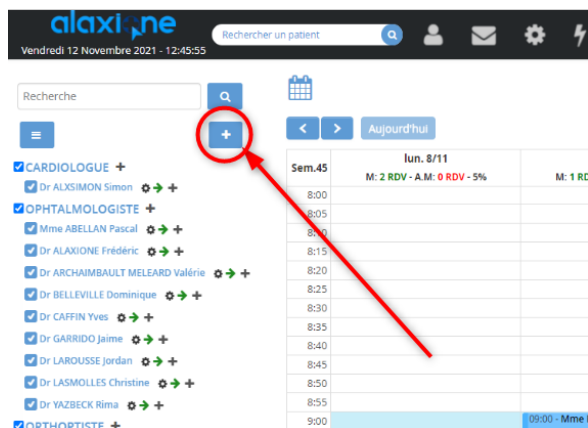 alaxione
Rechercher un patient
Vendredi 12 Novembre 2021 - 12:45:55
Recherche
Aujourd'hui
CARDIOLOGUE
Dr ALXSIMON Simon
OPHTALMOLOGISTE
Mme ABELLAN Pascal
Dr ALAXIONE Frédéric
Dr ARCHAIMBAULT MELEARD Valérie
Dr BELLEVILLE Dominique
Dr CAFFIN Yves
Dr GARRIDO Jaime
Dr LAROUSSE Jordan
Dr LASMOLLES Christine
Dr YAZBECK Rima
ORTHOPTISTE
Sem.45
lun. 8/11
M: 2 RDV - A.M: 0 RDV - 5%
M: 1 RD
8:00
8:05
8:10
8:15
8:20
8:25
8:30
8:35
8:40
8:45
8:50
8:55
9:00
09:00 - Mme